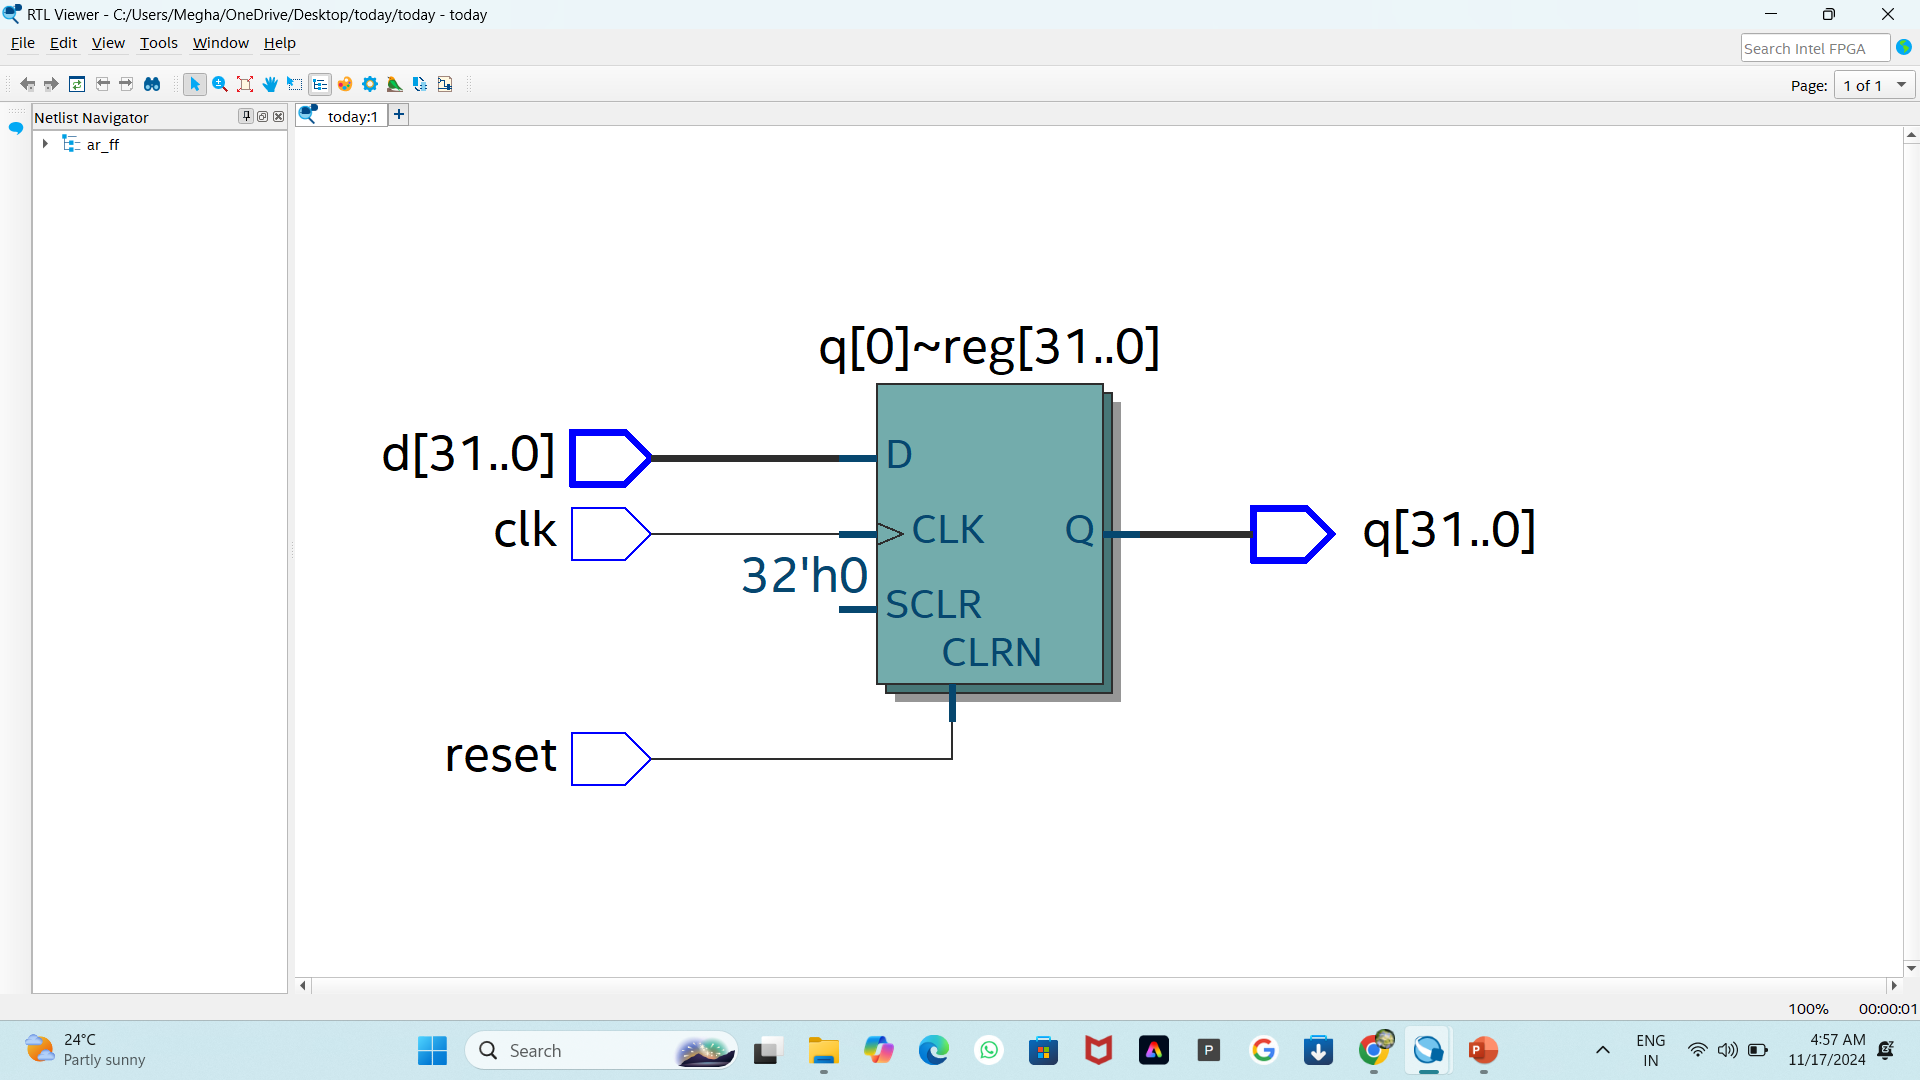 RTL Viewer - C:/Users/Megha/OneDrive/Desktop/today/today - today
File Edit View Tools Window Help
Search Intel FPGA
Page: 1 of 1
Netlist Navigator
today:1 +
ar_ff
q[0]~reg[31..0]
d[31..0]
D
clk
CLK
Q
q[31..0]
32'h0
SCLR
CLRN
reset
100% 00:00:01
24°C
Partly sunny
Search
P
ENG
IN
4:57 AM
11/17/2024